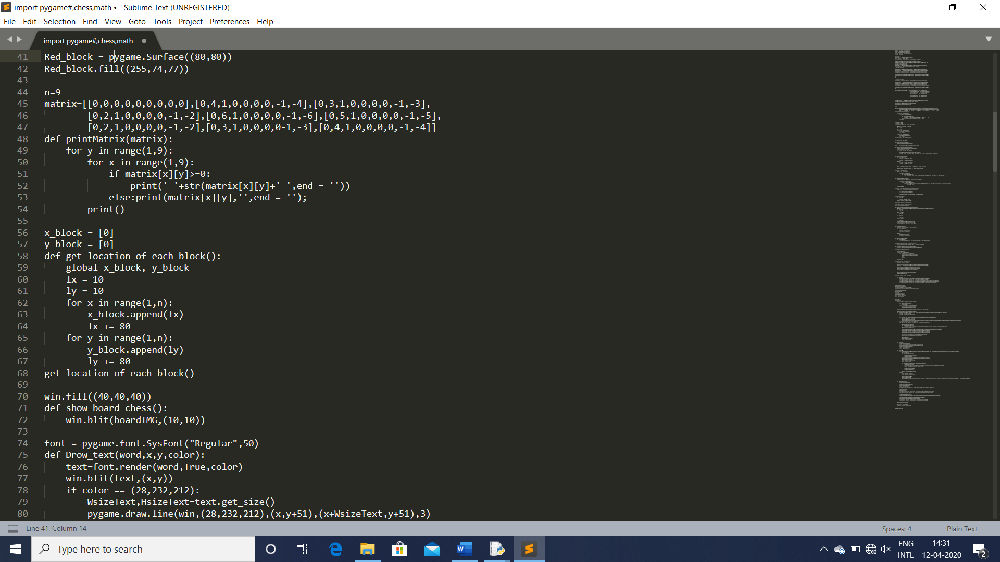 import pygame#,chess,math • - Sublime Text (UNREGISTERED)
File Edit Selection Find View Goto Tools Project Preferences Help
import pygame#,chess,math
41 Red_block = pygame.Surface((80,80))
42 Red_block.fill((255,74,77))
43
44 n=9
45 matrix=[[0,0,0,0,0,0,0,0,0],[0,4,1,0,0,0,0,-1,-4],[0,3,1,0,0,0,0,-1,-3],
46         [0,2,1,0,0,0,0,-1,-2],[0,6,1,0,0,0,0,-1,-6],[0,5,1,0,0,0,0,-1,-5],
47         [0,2,1,0,0,0,0,-1,-2],[0,3,1,0,0,0,0-1,-3],[0,4,1,0,0,0,0,-1,-4]]
48 def printMatrix(matrix):
49     for y in range(1,9):
50         for x in range(1,9):
51             if matrix[x][y]>=0:
52                 print(' '+str(matrix[x][y]+' ',end = ''))
53             else:print(matrix[x][y],'',end = '');
54         print()
55
56 x_block = [0]
57 y_block = [0]
58 def get_location_of_each_block():
59     global x_block, y_block
60     lx = 10
61     ly = 10
62     for x in range(1,n):
63         x_block.append(lx)
64         lx += 80
65     for y in range(1,n):
66         y_block.append(ly)
67         ly += 80
68 get_location_of_each_block()
69
70 win.fill((40,40,40))
71 def show_board_chess():
72     win.blit(boardIMG,(10,10))
73
74 font = pygame.font.SysFont("Regular",50)
75 def Drow_text(word,x,y,color):
76     text=font.render(word,True,color)
77     win.blit(text,(x,y))
78     if color == (28,232,212):
79         WsizeText,HsizeText=text.get_size()
80         pygame.draw.line(win,(28,232,212),(x,y+51),(x+WsizeText,y+51),3)
Line 41, Column 14 Spaces: 4 Plain Text
Type here to search
ENG 14:31
INTL 12-04-2020 2